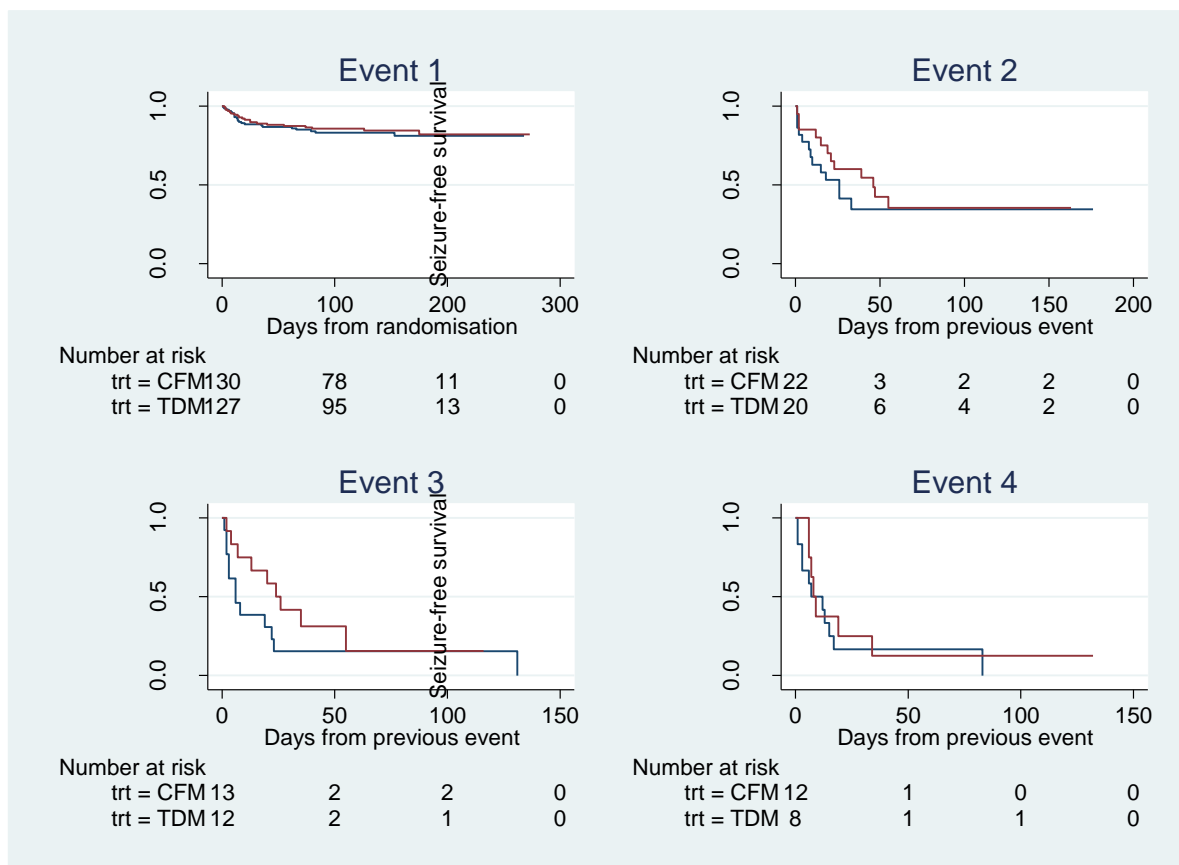 Event 1
Seizure-free survival
1.0
0.5
0.0
0 100 200 300
Days from randomisation
Number at risk
trt = CFM 130 78 11 0
trt = TDM 127 95 13 0
Event 2
1.0
0.5
0.0
0 50 100 150 200
Days from previous event
Number at risk
trt = CFM 22 3 2 2 0
trt = TDM 20 6 4 2 0
Event 3
Seizure-free survival
1.0
0.5
0.0
0 50 100 150
Days from previous event
Number at risk
trt = CFM 13 2 2 0
trt = TDM 12 2 1 0
Event 4
1.0
0.5
0.0
0 50 100 150
Days from previous event
Number at risk
trt = CFM 12 1 0 0
trt = TDM 8 1 1 0